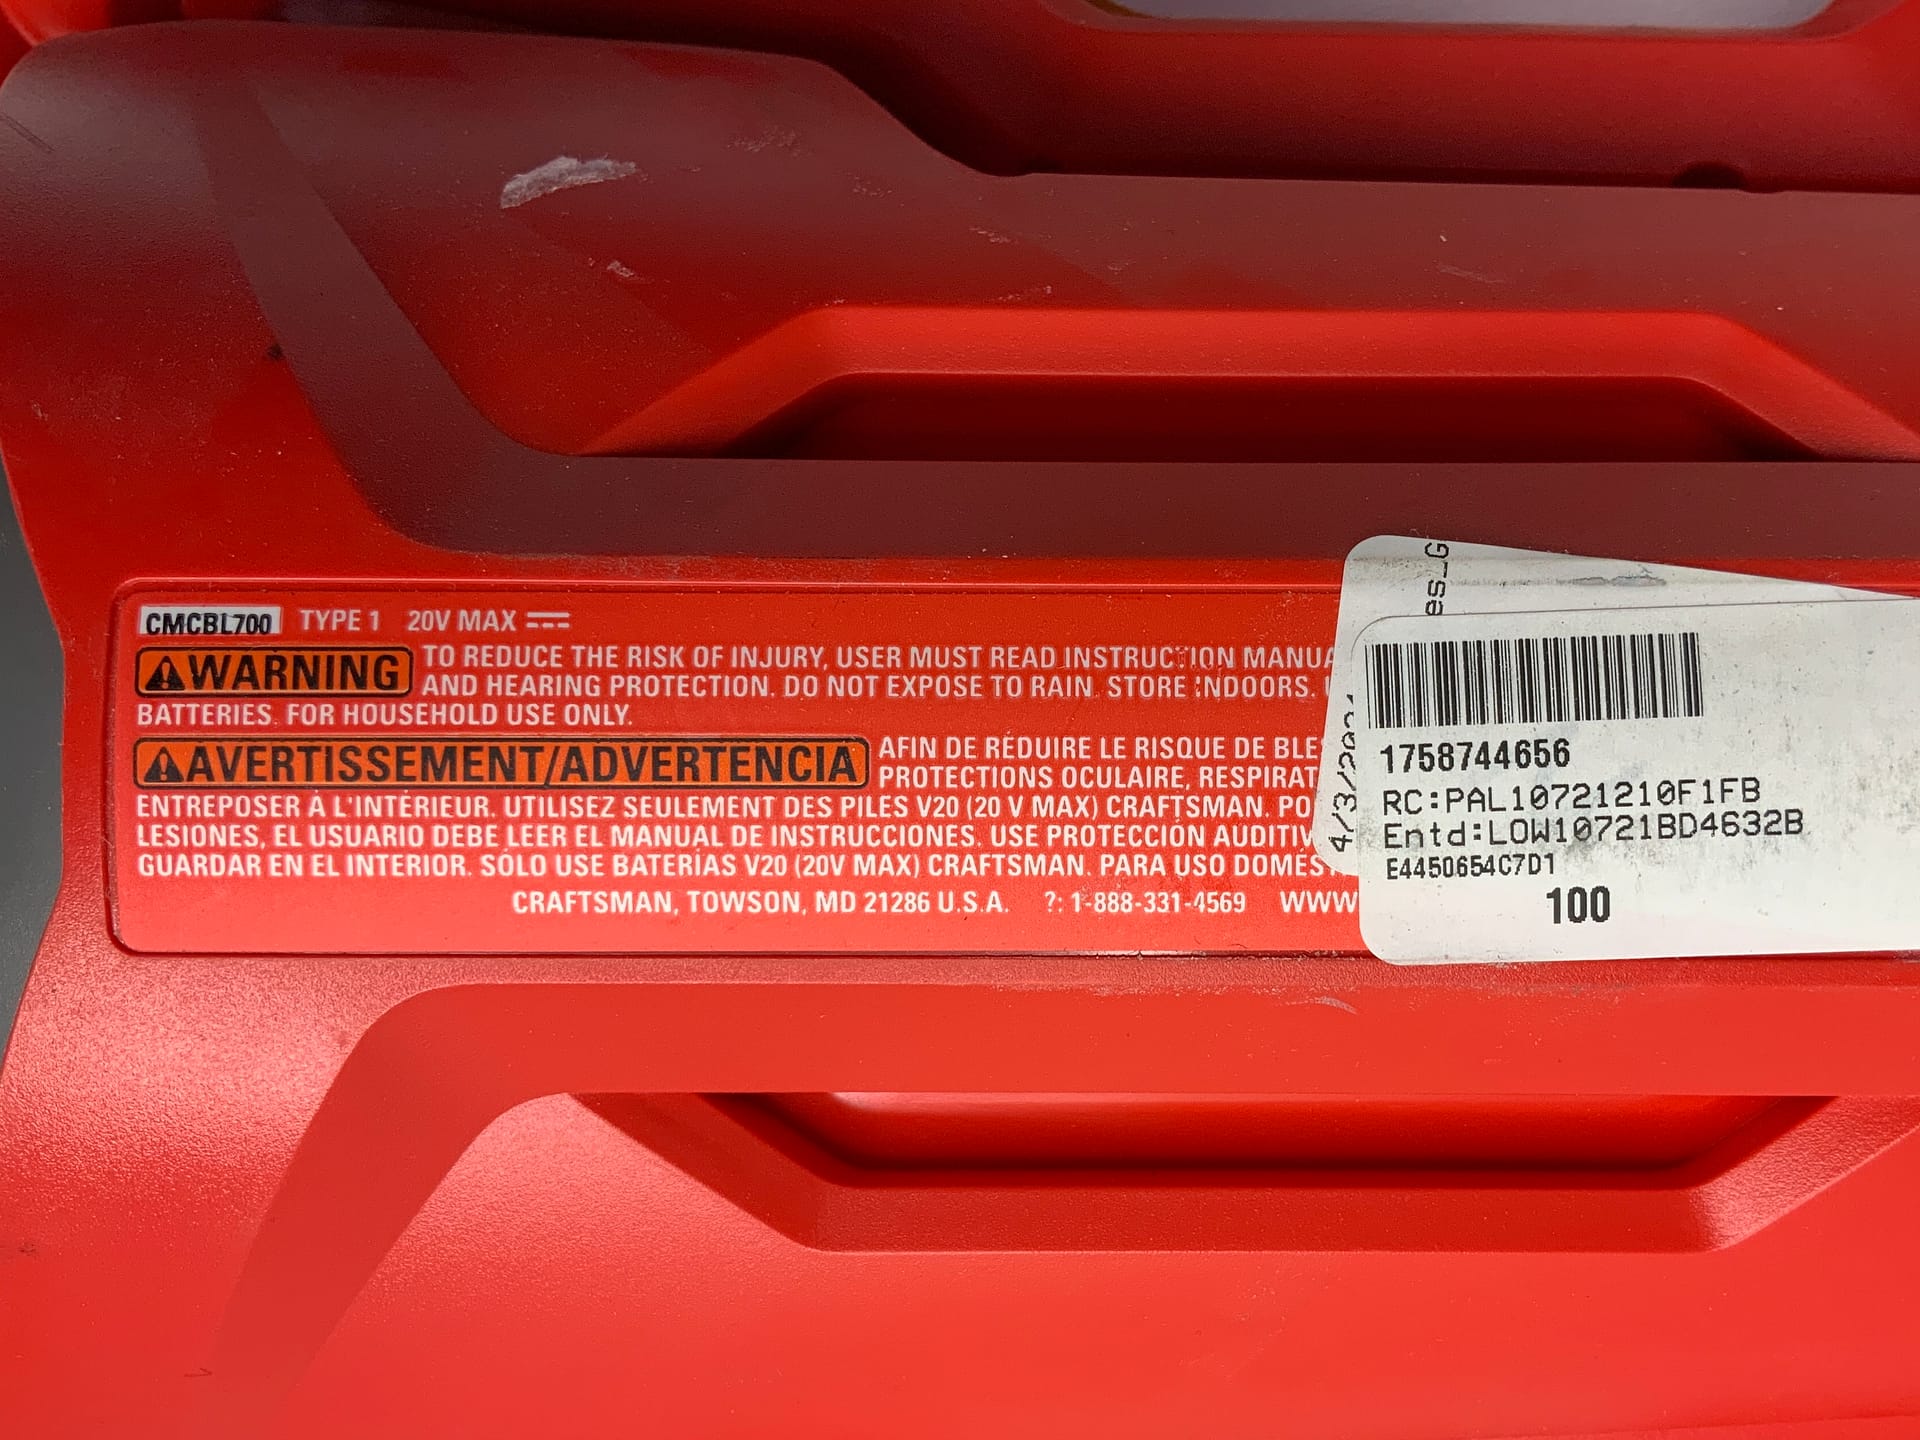 CMCBL700 TYPE 1 20V MAX
WARNING TO REDUCE THE RISK OF INJURY, USER MUST READ INSTRUCTION
AND HEARING PROTECTION. DO NOT EXPOSE TO RAIN. STORE INDOORS.
BATTERIES. FOR HOUSEHOLD USE ONLY.
AVERTISSEMENT/ADVERTENCIA AFIN DE RÉDUIRE LE RISQUE DE
PROTECTIONS OCULAIRE,
ENTREPOSER À L'INTÉRIEUR. UTILISEZ SEULEMENT DES PILES V20 (20 V MAX) CRAFTSMAN.
LESIONES, EL USUARIO DEBE LEER EL MANUAL DE INSTRUCCIONES. USE PROTECCIÓN
GUARDAR EN EL INTERIOR. SÓLO USE BATERÍAS V20 (20V MAX) CRAFTSMAN. PARA USO
CRAFTSMAN, TOWSON, MD 21286 U.S.A. ?: 1-888-331-4569
es_G
1758744656
RC:PAL10721210F1FB
Entd:LOW10721BD4632B
E4450654C7D1
100